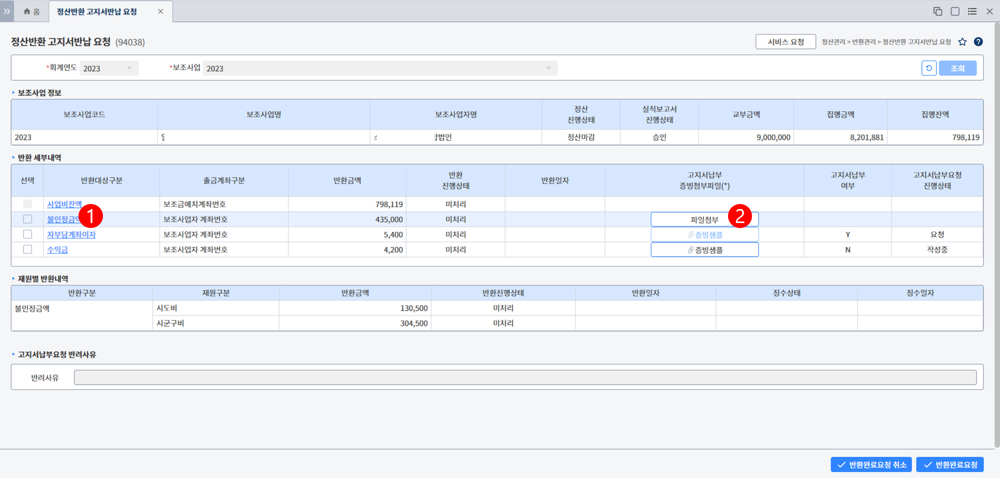 홈
정산반환 고지서반납 요청
정산반환 고지서반납 요청 (94038)
서비스 요청
정산관리 > 반환관리 > 정산반환 고지서반납 요청
*회계연도 2023 *보조사업 2023
조회
보조사업 정보
보조사업코드 보조사업명 보조사업자명 정산 진행상태 실적보고서 진행상태 교부금액 집행금액 집행잔액
2023 법인 정산마감 승인 9,000,000 8,201,881 798,119
반환 세부내역
선택 반환대상구분 출금계좌구분 반환금액 반환 진행상태 반환일자 고지서납부 증빙첨부파일(*) 고지서납부 여부 고지서납부요청 진행상태
사업비잔액 보조금예치계좌번호 798,119 미처리
불인정금액 1 보조사업자 계좌번호 435,000 미처리 파일첨부 2
자부담계좌이자 보조사업자 계좌번호 5,400 미처리 증빙샘플 Y 요청
수익금 보조사업자 계좌번호 4,200 미처리 증빙샘플 N 작성중
재원별 반환내역
반환구분 재원구분 반환금액 반환진행상태 반환일자 징수상태 징수일자
불인정금액 시도비 130,500 미처리
시군구비 304,500 미처리
고지서납부요청 반려사유
반려사유
반환완료요청 취소
반환완료요청